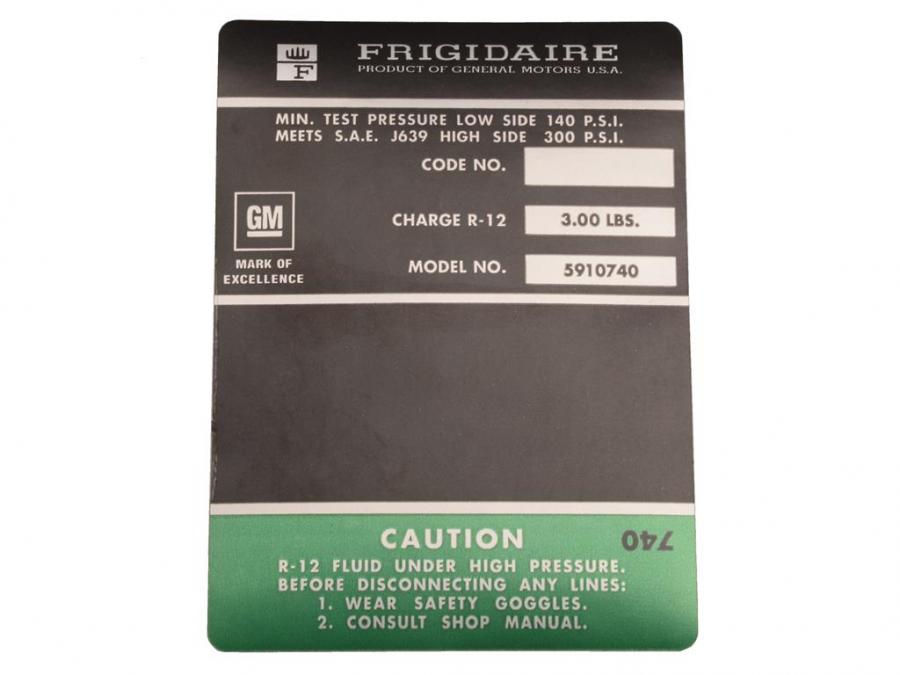 F
FRIGIDAIRE
PRODUCT OF GENERAL MOTORS U.S.A.
MIN. TEST PRESSURE LOW SIDE 140 P.S.I.
MEETS S.A.E. J639 HIGH SIDE 300 P.S.I.
CODE NO.
GM
MARK OF
EXCELLENCE
CHARGE R-12 3.00 LBS.
MODEL NO. 5910740
CAUTION
740
R-12 FLUID UNDER HIGH PRESSURE.
BEFORE DISCONNECTING ANY LINES:
1. WEAR SAFETY GOGGLES.
2. CONSULT SHOP MANUAL.